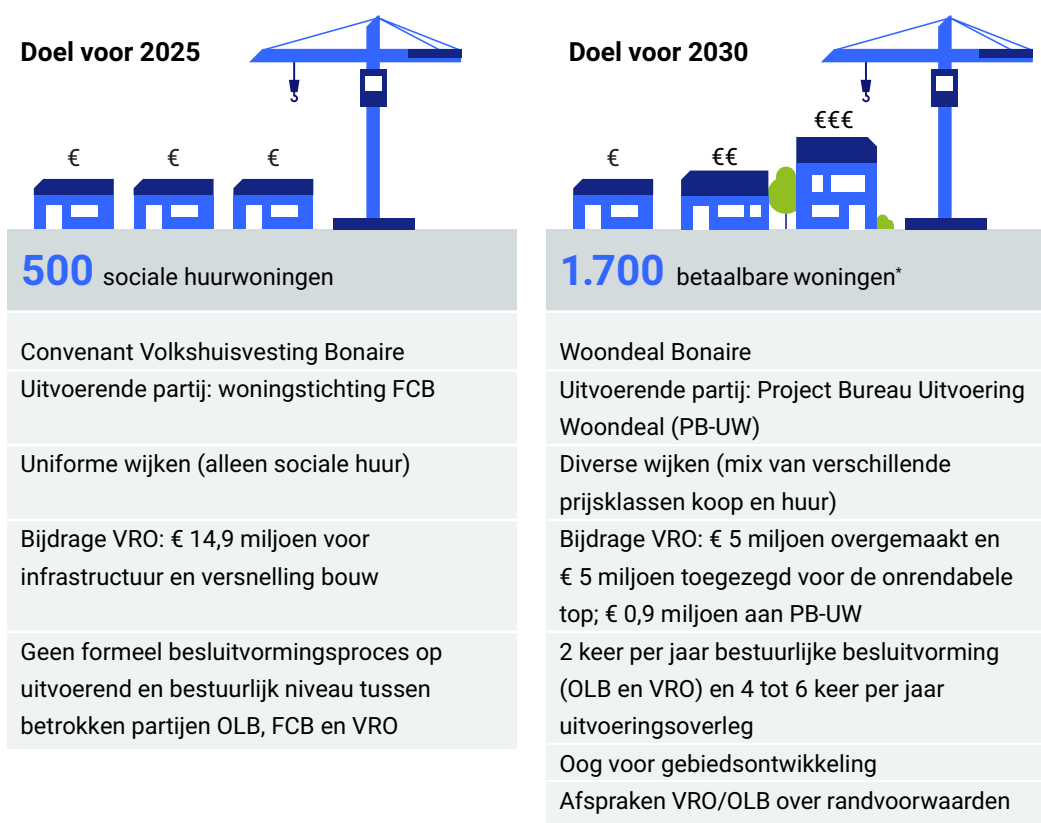 Doel voor 2025
€
€
€
500 sociale huurwoningen
Convenant Volkshuisvesting Bonaire
Uitvoerende partij: woningstichting FCB
Uniforme wijken (alleen sociale huur)
Bijdrage VRO: € 14,9 miljoen voor
infrastructuur en versnelling bouw
Geen formeel besluitvormingsproces op
uitvoerend en bestuurlijk niveau tussen
betrokken partijen OLB, FCB en VRO
Doel voor 2030
€
€€
€€€
1.700 betaalbare woningen*
Woondeal Bonaire
Uitvoerende partij: Project Bureau Uitvoering
Woondeal (PB-UW)
Diverse wijken (mix van verschillende
prijsklassen koop en huur)
Bijdrage VRO: € 5 miljoen overgemaakt en
€ 5 miljoen toegezegd voor de onrendabele
top; € 0,9 miljoen aan PB-UW
2 keer per jaar bestuurlijke besluitvorming
(OLB en VRO) en 4 tot 6 keer per jaar
uitvoeringsoverleg
Oog voor gebiedsontwikkeling
Afspraken VRO/OLB over randvoorwaarden